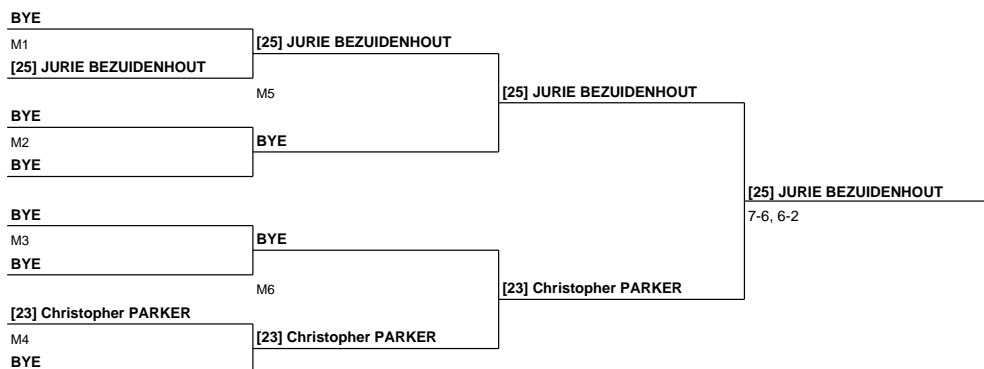 BYE
M1
[25] JURIE BEZUIDENHOUT
[25] JURIE BEZUIDENHOUT
M5
[25] JURIE BEZUIDENHOUT
BYE
M2
BYE
BYE
[25] JURIE BEZUIDENHOUT
7-6, 6-2
BYE
M3
BYE
BYE
M6
[23] Christopher PARKER
[23] Christopher PARKER
M4
[23] Christopher PARKER
BYE